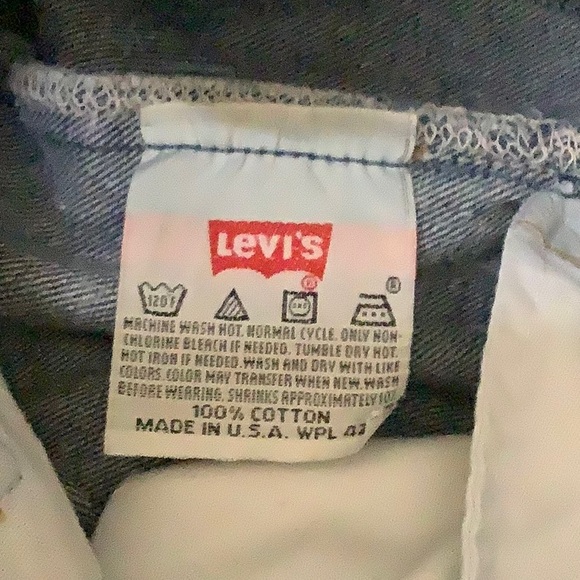 Levi's
R
R
120°F
MACHINE WASH HOT. NORMAL CYCLE. ONLY NON-
CHLORINE BLEACH IF NEEDED. TUMBLE DRY HOT.
HOT IRON IF NEEDED. WASH AND DRY WITH LIKE
COLORS. COLOR MAY TRANSFER WHEN NEW. WASH
BEFORE WEARING. SHRINKS APPROXIMATELY
100% COTTON
MADE IN U.S.A. WPL